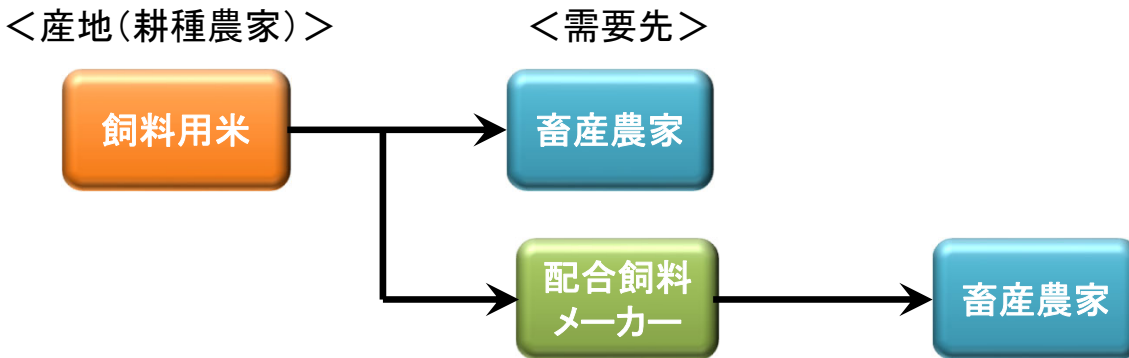 ＜産地（耕種農家）＞
＜需要先＞
飼料用米
畜産農家
配合飼料
メーカー
畜産農家